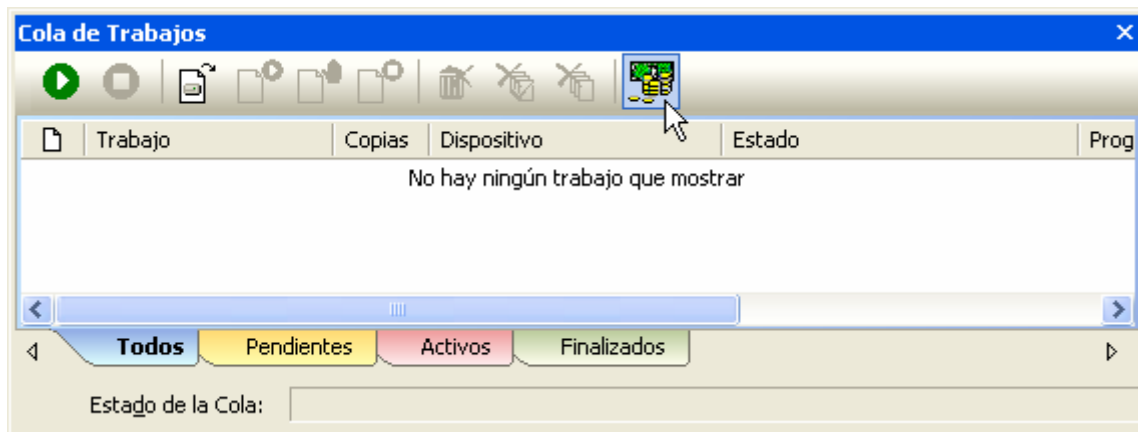 Cola de Trabajos
Trabajo Copias Dispositivo Estado Prog
No hay ningún trabajo que mostrar
Todos Pendientes Activos Finalizados
Estado de la Cola: